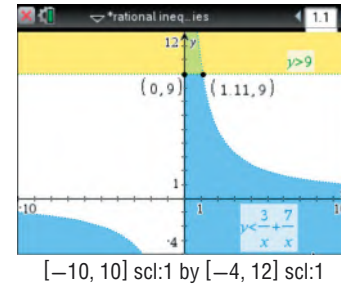 *rational ineq...ies 1.1
12 y
y>9
(0,9) (1.11,9)
1
-10 1 1
y<3/x+7/x
-4
[−10, 10] scl:1 by [−4, 12] scl:1